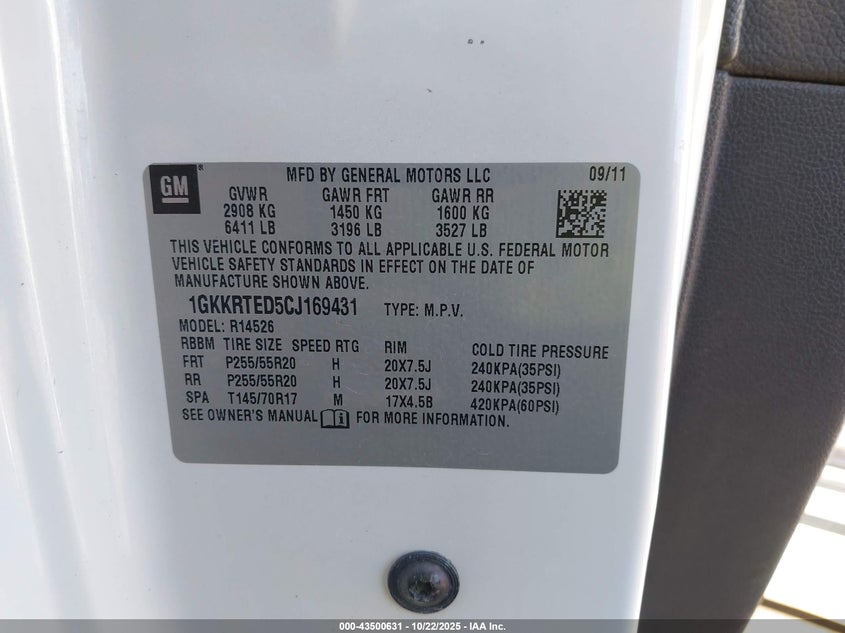 GM ®
MFD BY GENERAL MOTORS LLC 09/11
GVWR GAWR FRT GAWR RR
2908 KG 1450 KG 1600 KG
6411 LB 3196 LB 3527 LB
THIS VEHICLE CONFORMS TO ALL APPLICABLE U.S. FEDERAL MOTOR
VEHICLE SAFETY STANDARDS IN EFFECT ON THE DATE OF
MANUFACTURE SHOWN ABOVE.
1GKKRTED5CJ169431 TYPE: M.P.V.
MODEL: R14526
RBBM TIRE SIZE SPEED RTG RIM COLD TIRE PRESSURE
FRT P255/55R20 H 20X7.5J 240KPA(35PSI)
RR P255/55R20 H 20X7.5J 240KPA(35PSI)
SPA T145/70R17 M 17X4.5B 420KPA(60PSI)
SEE OWNER'S MANUAL FOR MORE INFORMATION.
000-43500631 - 10/22/2025 - IAA Inc.